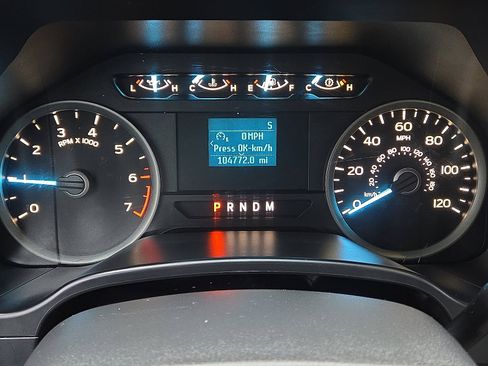 L H C H E F C H
S
0 MPH
Press OK-km/h
104772.0 mi
P R N D M
0 1 2 3 4 5 6 7
RPM X 1000
0 20 40 60 80 100 120
MPH
km/h